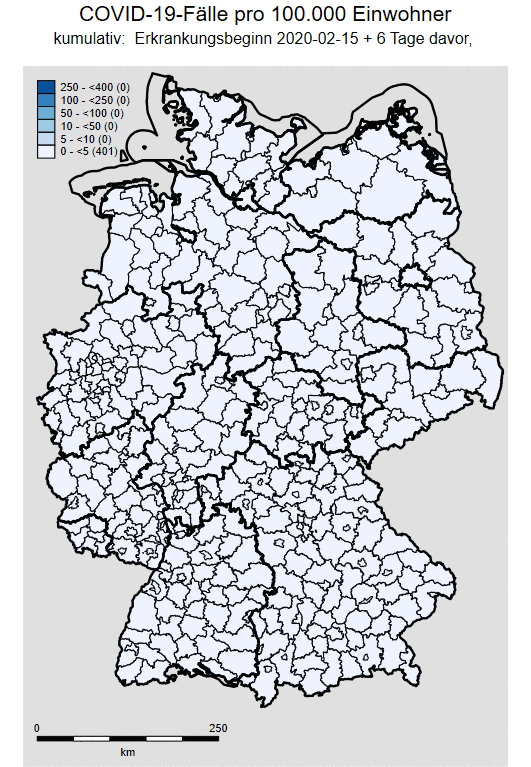 COVID-19-Fälle pro 100.000 Einwohner
kumulativ: Erkrankungsbeginn 2020-02-15 + 6 Tage davor,
250 - <400 (0)
100 - <250 (0)
50 - <100 (0)
10 - <50 (0)
5 - <10 (0)
0 - <5 (401)
0 250
km